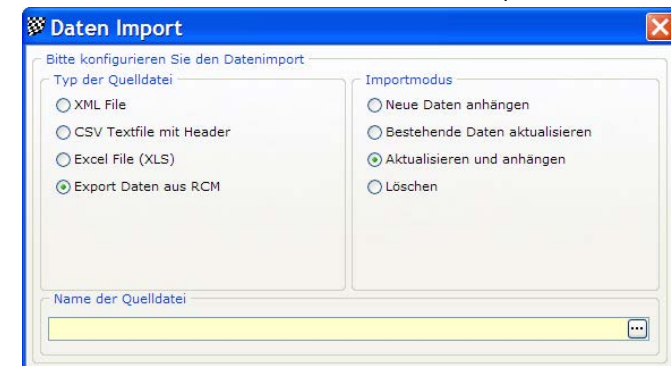 Daten Import
Bitte konfigurieren Sie den Datenimport
Typ der Quelldatei
XML File
CSV Textfile mit Header
Excel File (XLS)
Export Daten aus RCM
Importmodus
Neue Daten anhängen
Bestehende Daten aktualisieren
Aktualisieren und anhängen
Löschen
Name der Quelldatei
...